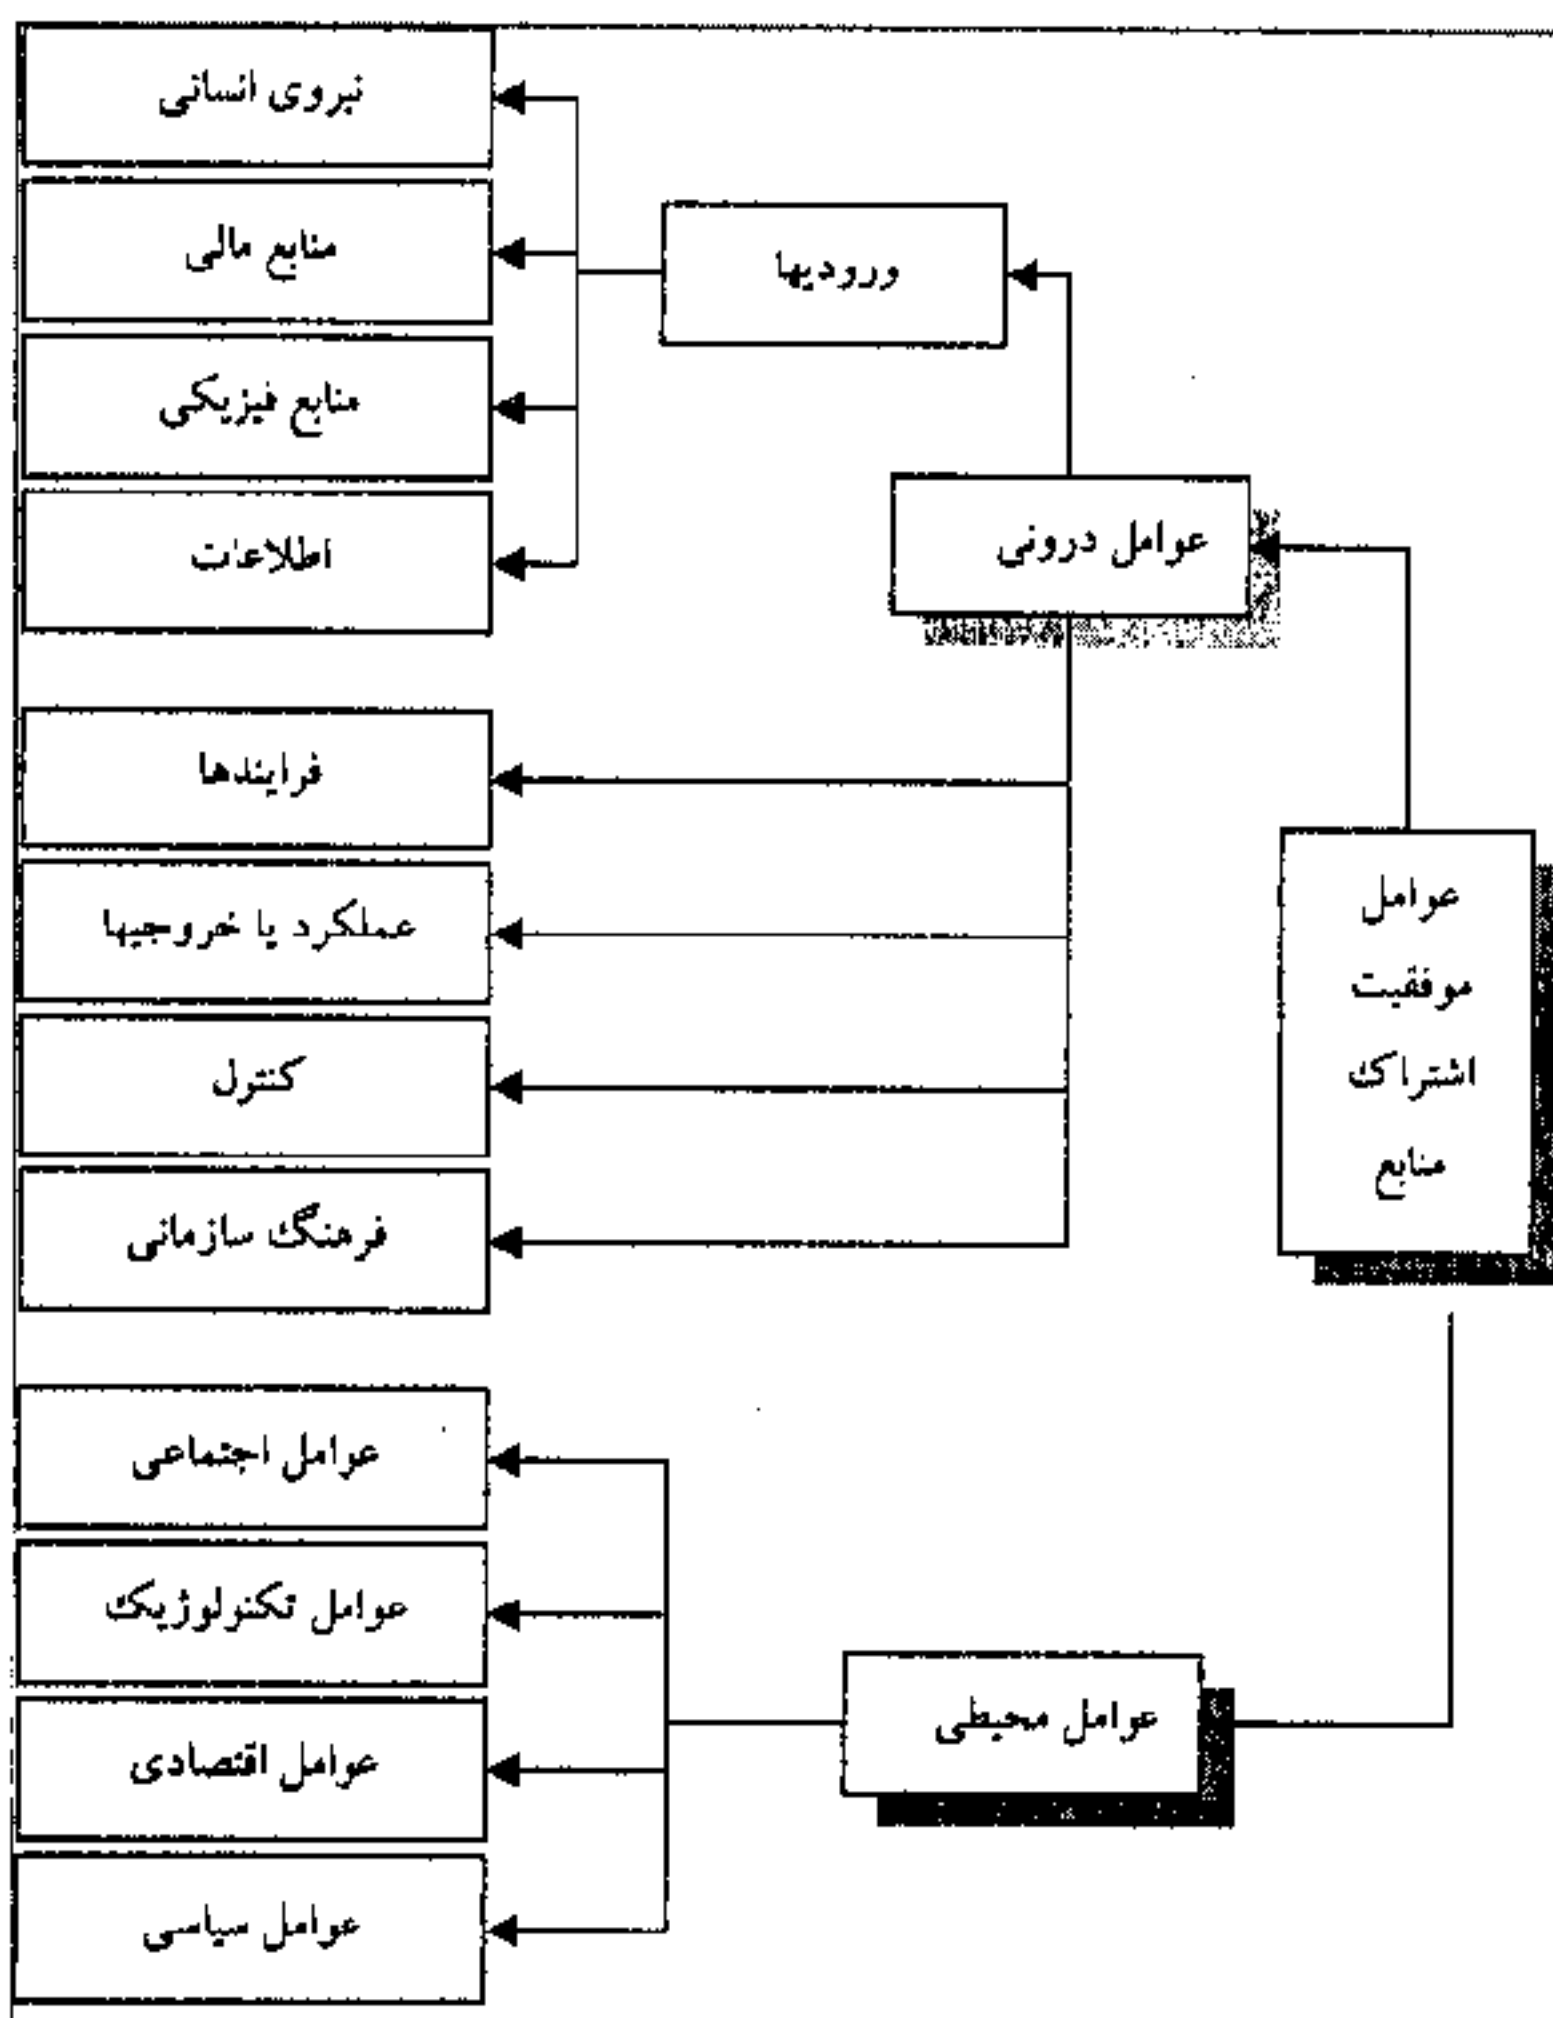 عوامل
موفقیت
اشتراک
منابع
عوامل درونی
ورودیها
نیروی انسانی
منابع مالی
منابع فیزیکی
اطلاعات
فرایندها
عملکرد یا خروجیها
کنترل
فرهنگ سازمانی
عوامل محیطی
عوامل اجتماعی
عوامل تکنولوژیک
عوامل اقتصادی
عوامل سیاسی